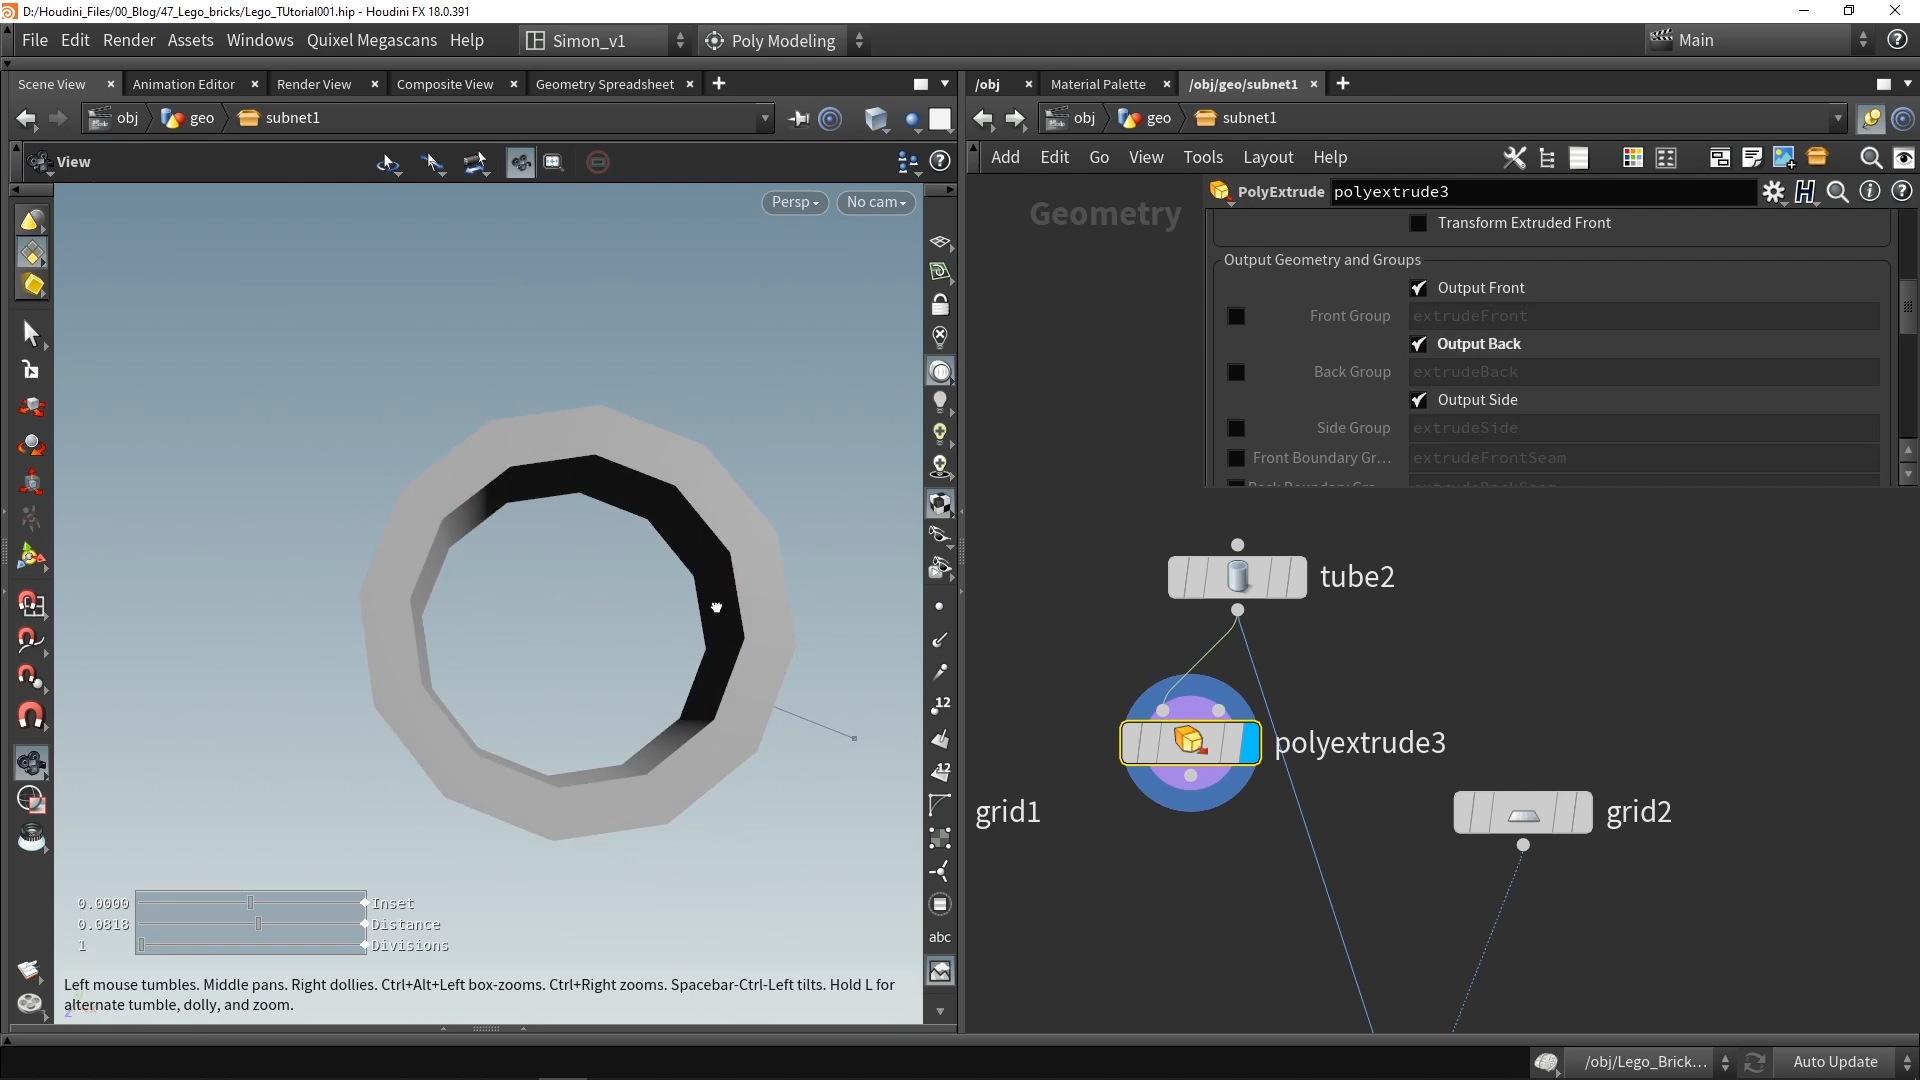 D:/Houdini_Files/00_Blog/47_Lego_bricks/Lego_TUtorial001.hip - Houdini FX 18.0.391
File Edit Render Assets Windows Quixel Megascans Help
Simon_v1
Poly Modeling
Main
Scene View
Animation Editor
Render View
Composite View
Geometry Spreadsheet
/obj
Material Palette
/obj/geo/subnet1
obj geo subnet1
obj geo subnet1
View
Add Edit Go View Tools Layout Help
Persp
No cam
Geometry
PolyExtrude polyextrude3
Transform Extruded Front
Output Geometry and Groups
Output Front
Front Group extrudeFront
Output Back
Back Group extrudeBack
Output Side
Side Group extrudeSide
Front Boundary Gr... extrudeFrontSeam
tube2
polyextrude3
grid1
grid2
12
12
abc
0.0000 Inset
0.0818 Distance
1 Divisions
Left mouse tumbles. Middle pans. Right dollies. Ctrl+Alt+Left box-zooms. Ctrl+Right zooms. Spacebar-Ctrl-Left tilts. Hold L for
alternate tumble, dolly, and zoom.
/obj/Lego_Brick...
Auto Update